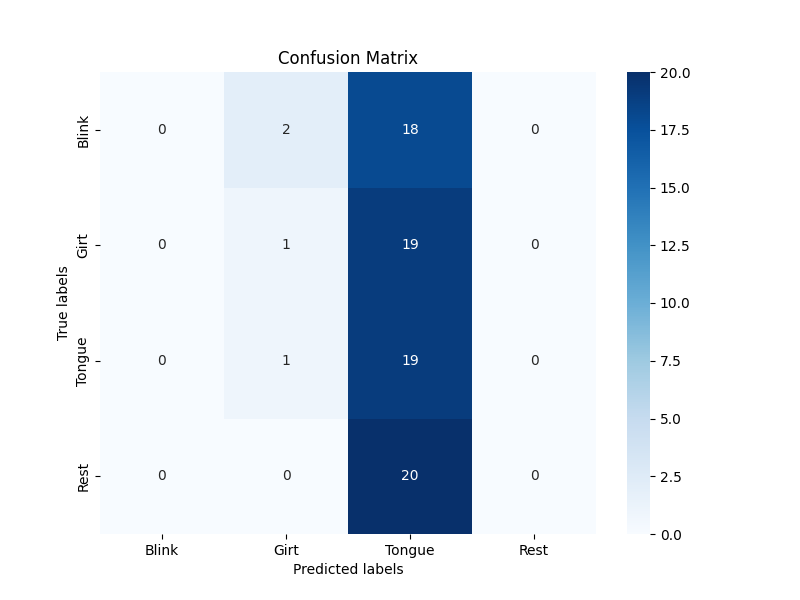 Confusion Matrix
True labels
Blink 0 2 18 0
Girt 0 1 19 0
Tongue 0 1 19 0
Rest 0 0 20 0
Blink Girt Tongue Rest
Predicted labels
20.0
17.5
15.0
12.5
10.0
7.5
5.0
2.5
0.0